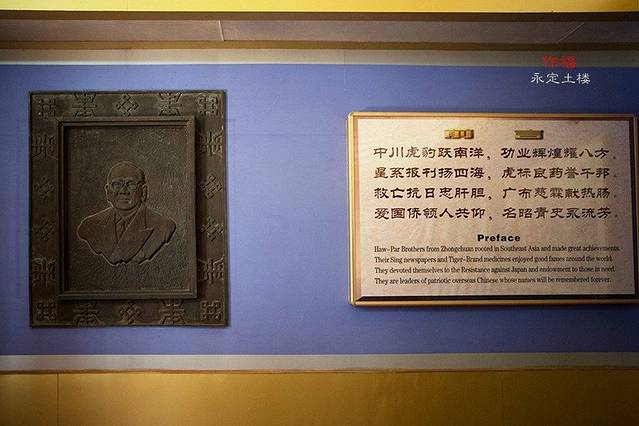 作福
永定土楼
前言
中川虎豹跃南洋，功业辉煌耀八方。
星系报刊扬四海，虎标良药誉千邦。
救亡抗日忠肝胆，广布慈霖献热肠。
爱国侨领人共仰，名昭青史永流芳。
Preface
Haw-Par Brothers from Zhongchuan rooted in Southeast Asia and made great achievements.
Their Sing newspapers and Tiger-Brand medicines enjoyed good fames around the world.
They devoted themselves to the Resistance against Japan and endowment to those in need.
They are leaders of patriotic overseas Chinese whose names will be remembered forever.